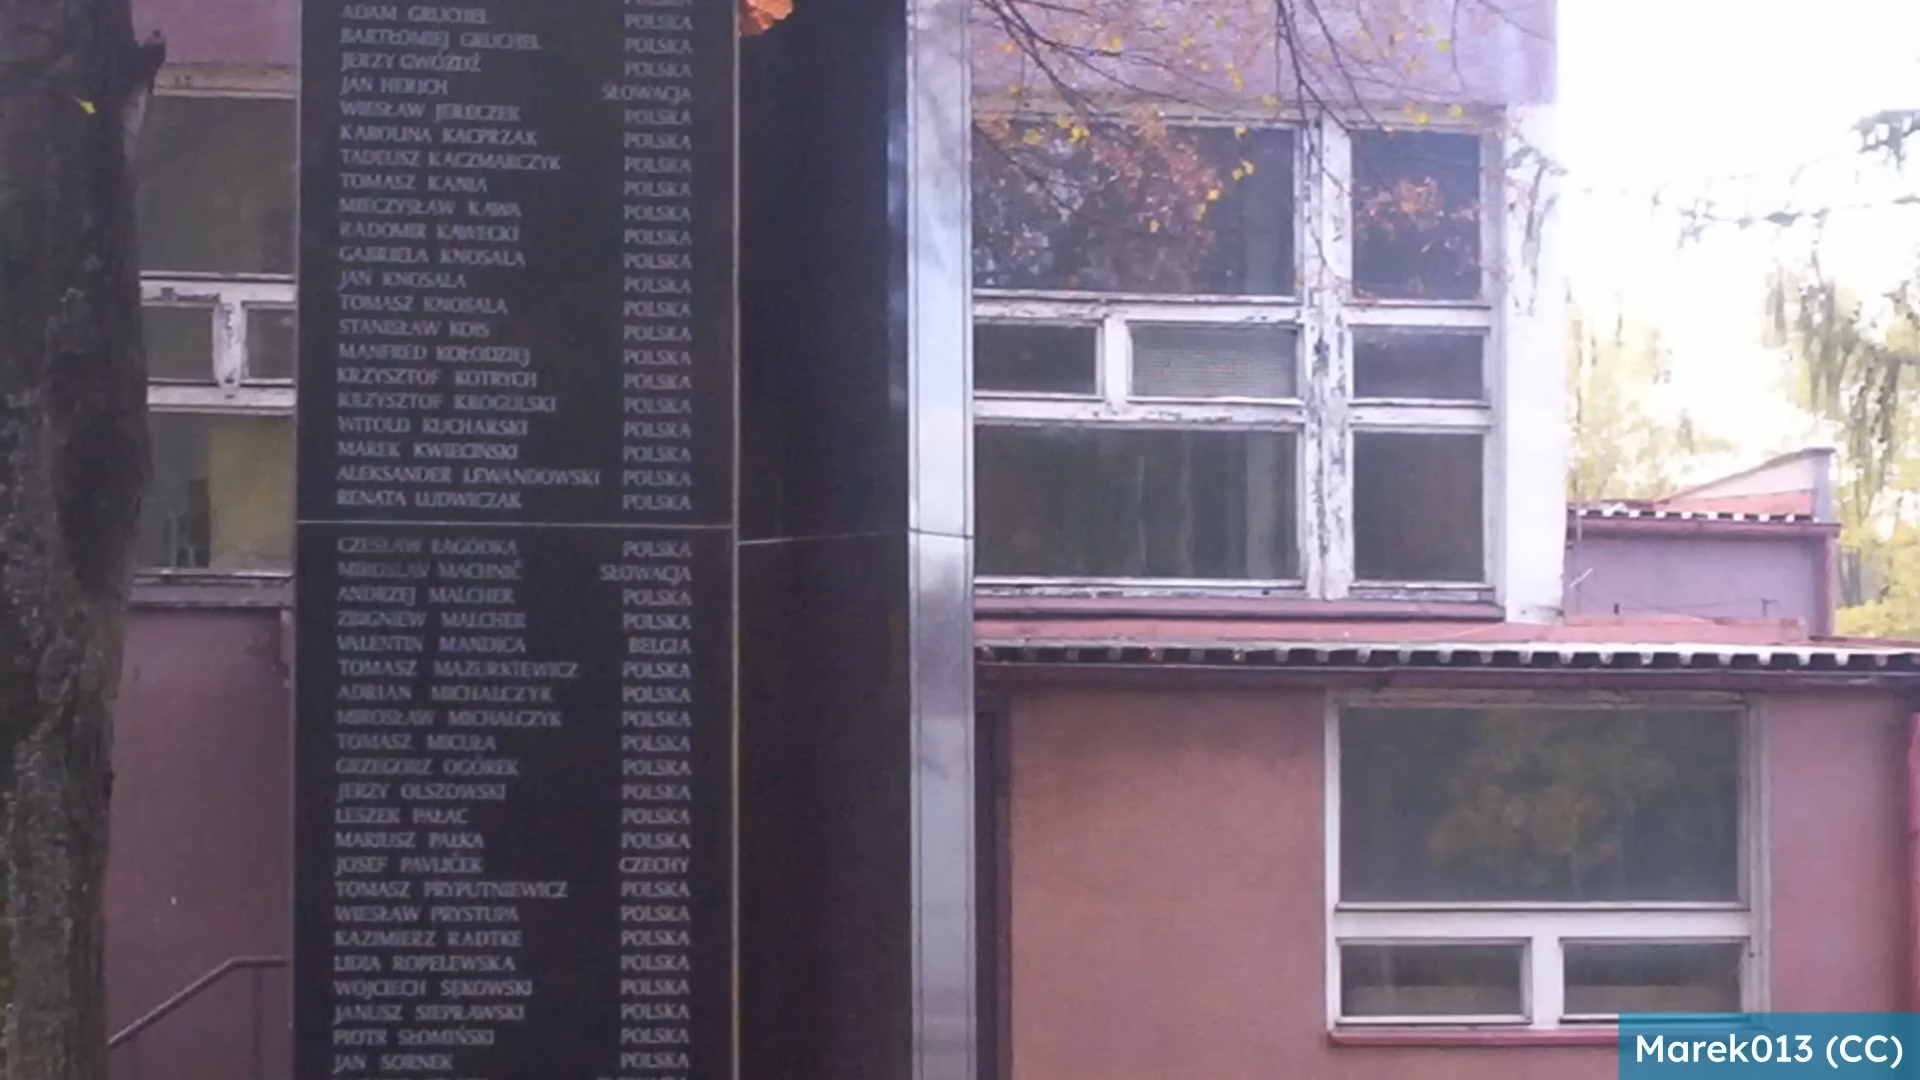 ADAM GRUCHEL POLSKA
BARTŁOMIEJ GRUCHEL POLSKA
JERZY GWÓŹDŹ POLSKA
JAN HERICH SŁOWACJA
WIESŁAW JERECZEK POLSKA
KAROLINA KACPRZAK POLSKA
TADEUSZ KACZMARCZYK POLSKA
TOMASZ KANIA POLSKA
MIECZYSŁAW KAWA POLSKA
RADOMIR KAWECKI POLSKA
GABRIELA KNOSALA POLSKA
JAN KNOSALA POLSKA
TOMASZ KNOSALA POLSKA
STANISŁAW KOIS POLSKA
MANFRED KOŁODZIEJ POLSKA
KRZYSZTOF KOTRYCH POLSKA
KRZYSZTOF KROGULSKI POLSKA
WITOLD KUCHARSKI POLSKA
MAREK KWIECIŃSKI POLSKA
ALEKSANDER LEWANDOWSKI POLSKA
RENATA LUDWICZAK POLSKA
CZESŁAW ŁAGÓDKA POLSKA
MIROSLAV MACHNIČ SŁOWACJA
ANDRZEJ MALCHER POLSKA
ZBIGNIEW MALCHER POLSKA
VALENTIN MANDICA BELGIA
TOMASZ MAZURKIEWICZ POLSKA
ADRIAN MICHALCZYK POLSKA
MIROSŁAW MICHALCZYK POLSKA
TOMASZ MICUŁA POLSKA
GRZEGORZ OGÓREK POLSKA
JERZY OLSZOWSKI POLSKA
LESZEK PAŁAC POLSKA
MARIUSZ PAŁKA POLSKA
JOSEF PAVLIČEK CZECHY
TOMASZ PRYPUTNIEWICZ POLSKA
WIESŁAW PRYSTUPA POLSKA
KAZIMIERZ RADTKE POLSKA
LIDIA ROPELEWSKA POLSKA
WOJCIECH SĘKOWSKI POLSKA
JANUSZ SIEPRAWSKI POLSKA
PIOTR SŁOMIŃSKI POLSKA
JAN SORNEK POLSKA
Marek013 (CC)